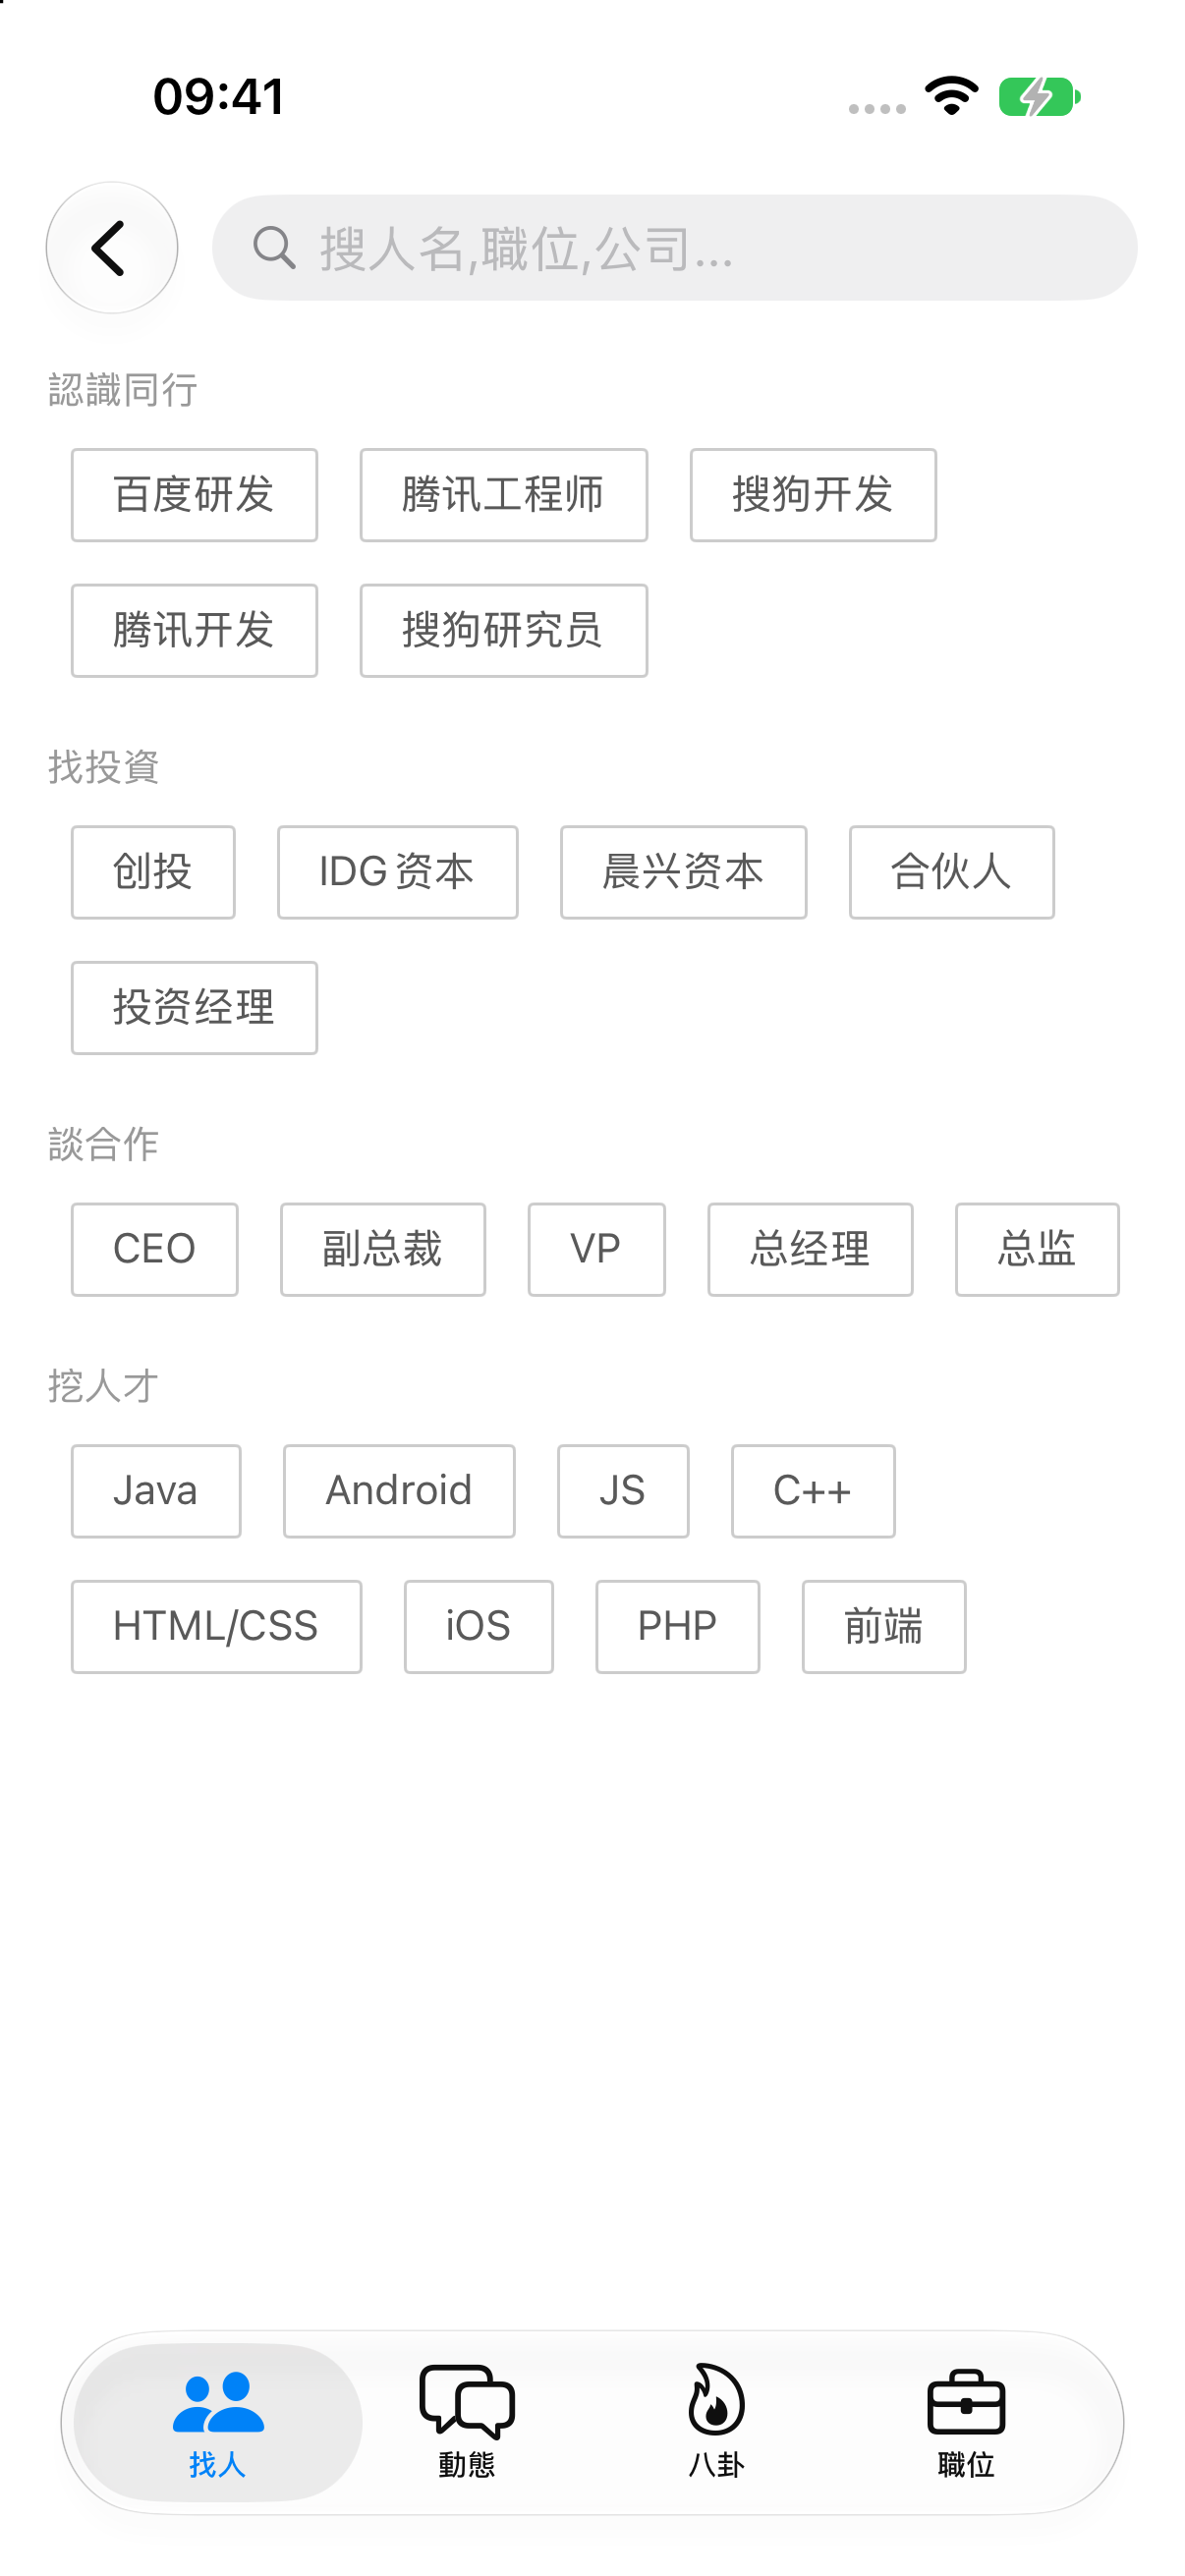 09:41
搜人名,職位,公司...
認識同行
百度研发 腾讯工程师 搜狗开发
腾讯开发 搜狗研究员
找投資
创投 IDG资本 晨兴资本 合伙人
投资经理
談合作
CEO 副总裁 VP 总经理 总监
挖人才
Java Android JS C++
HTML/CSS iOS PHP 前端
找人 動態 八卦 職位